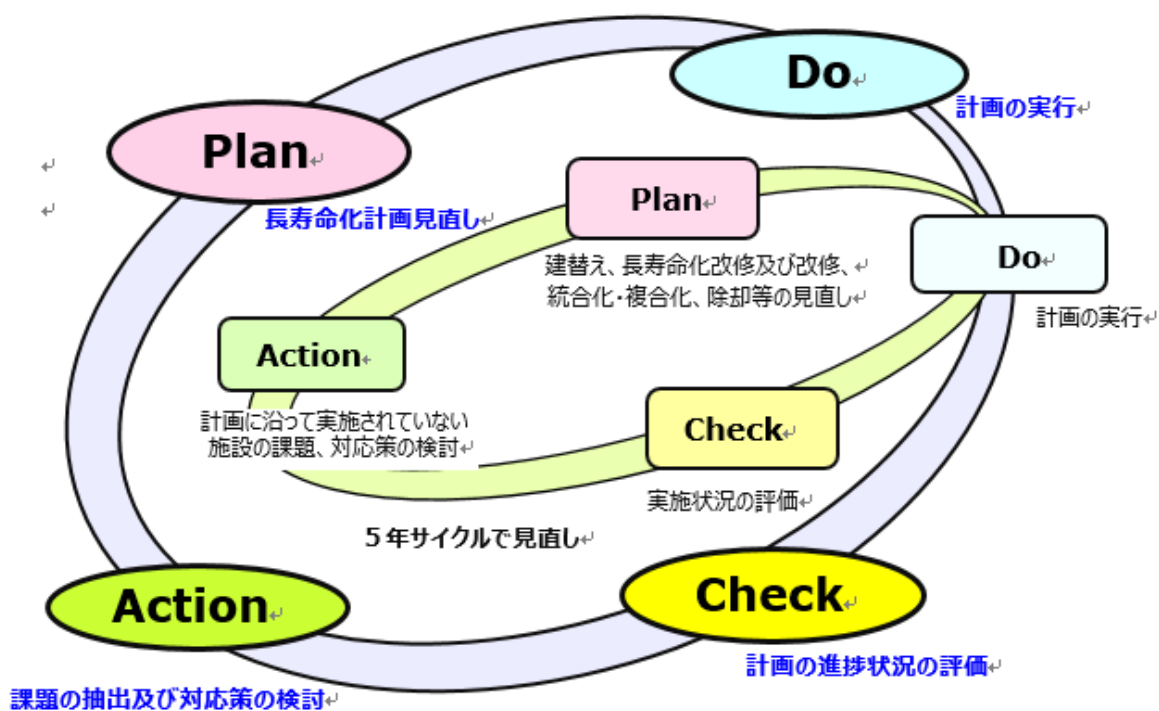 Do
計画の実行
Plan
長寿命化計画見直し
Plan
建替え、長寿命化改修及び改修、
統合化・複合化、除却等の見直し
Do
計画の実行
Action
計画に沿って実施されていない
施設の課題、対応策の検討
Check
実施状況の評価
５年サイクルで見直し
Action
課題の抽出及び対応策の検討
Check
計画の進捗状況の評価